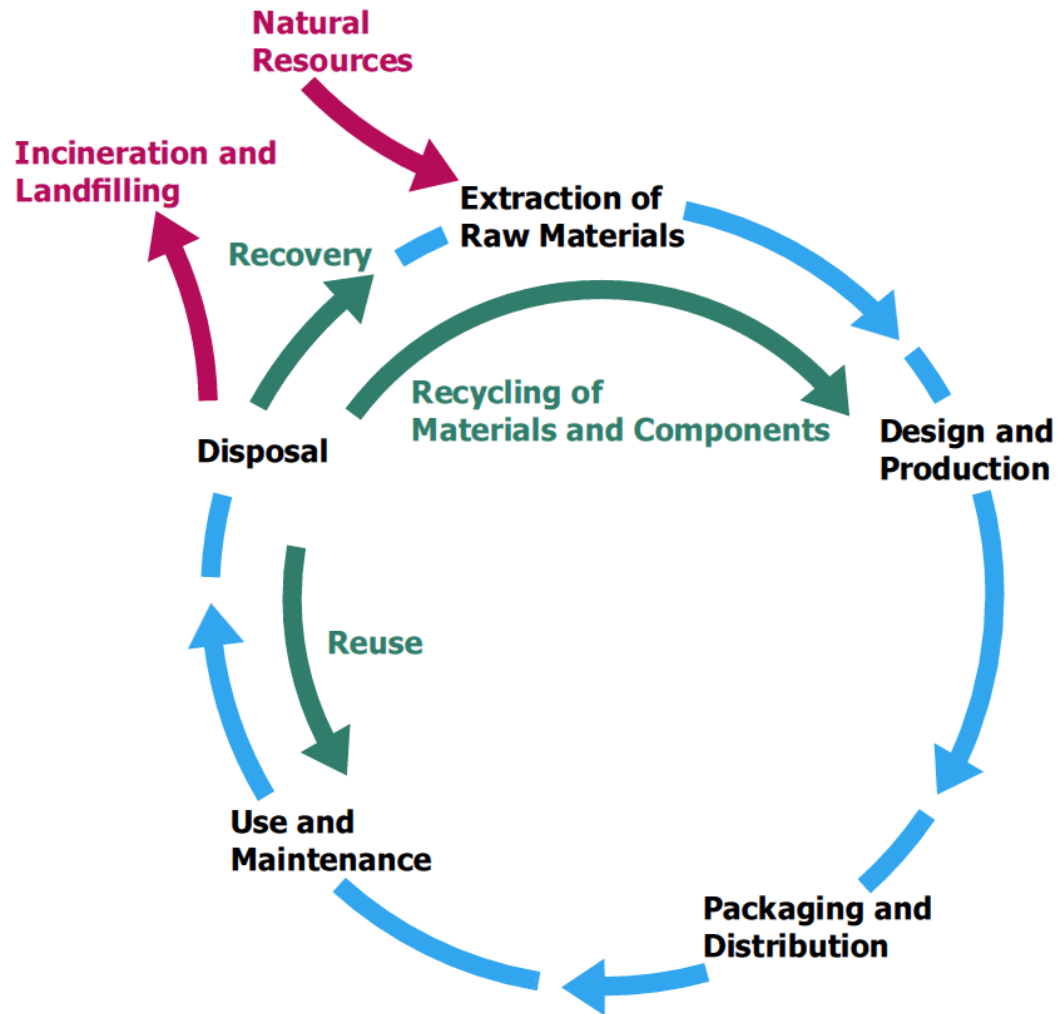 Natural
Resources
Incineration and
Landfilling
Extraction of
Raw Materials
Recovery
Recycling of
Materials and Components
Design and
Production
Disposal
Reuse
Use and
Maintenance
Packaging and
Distribution